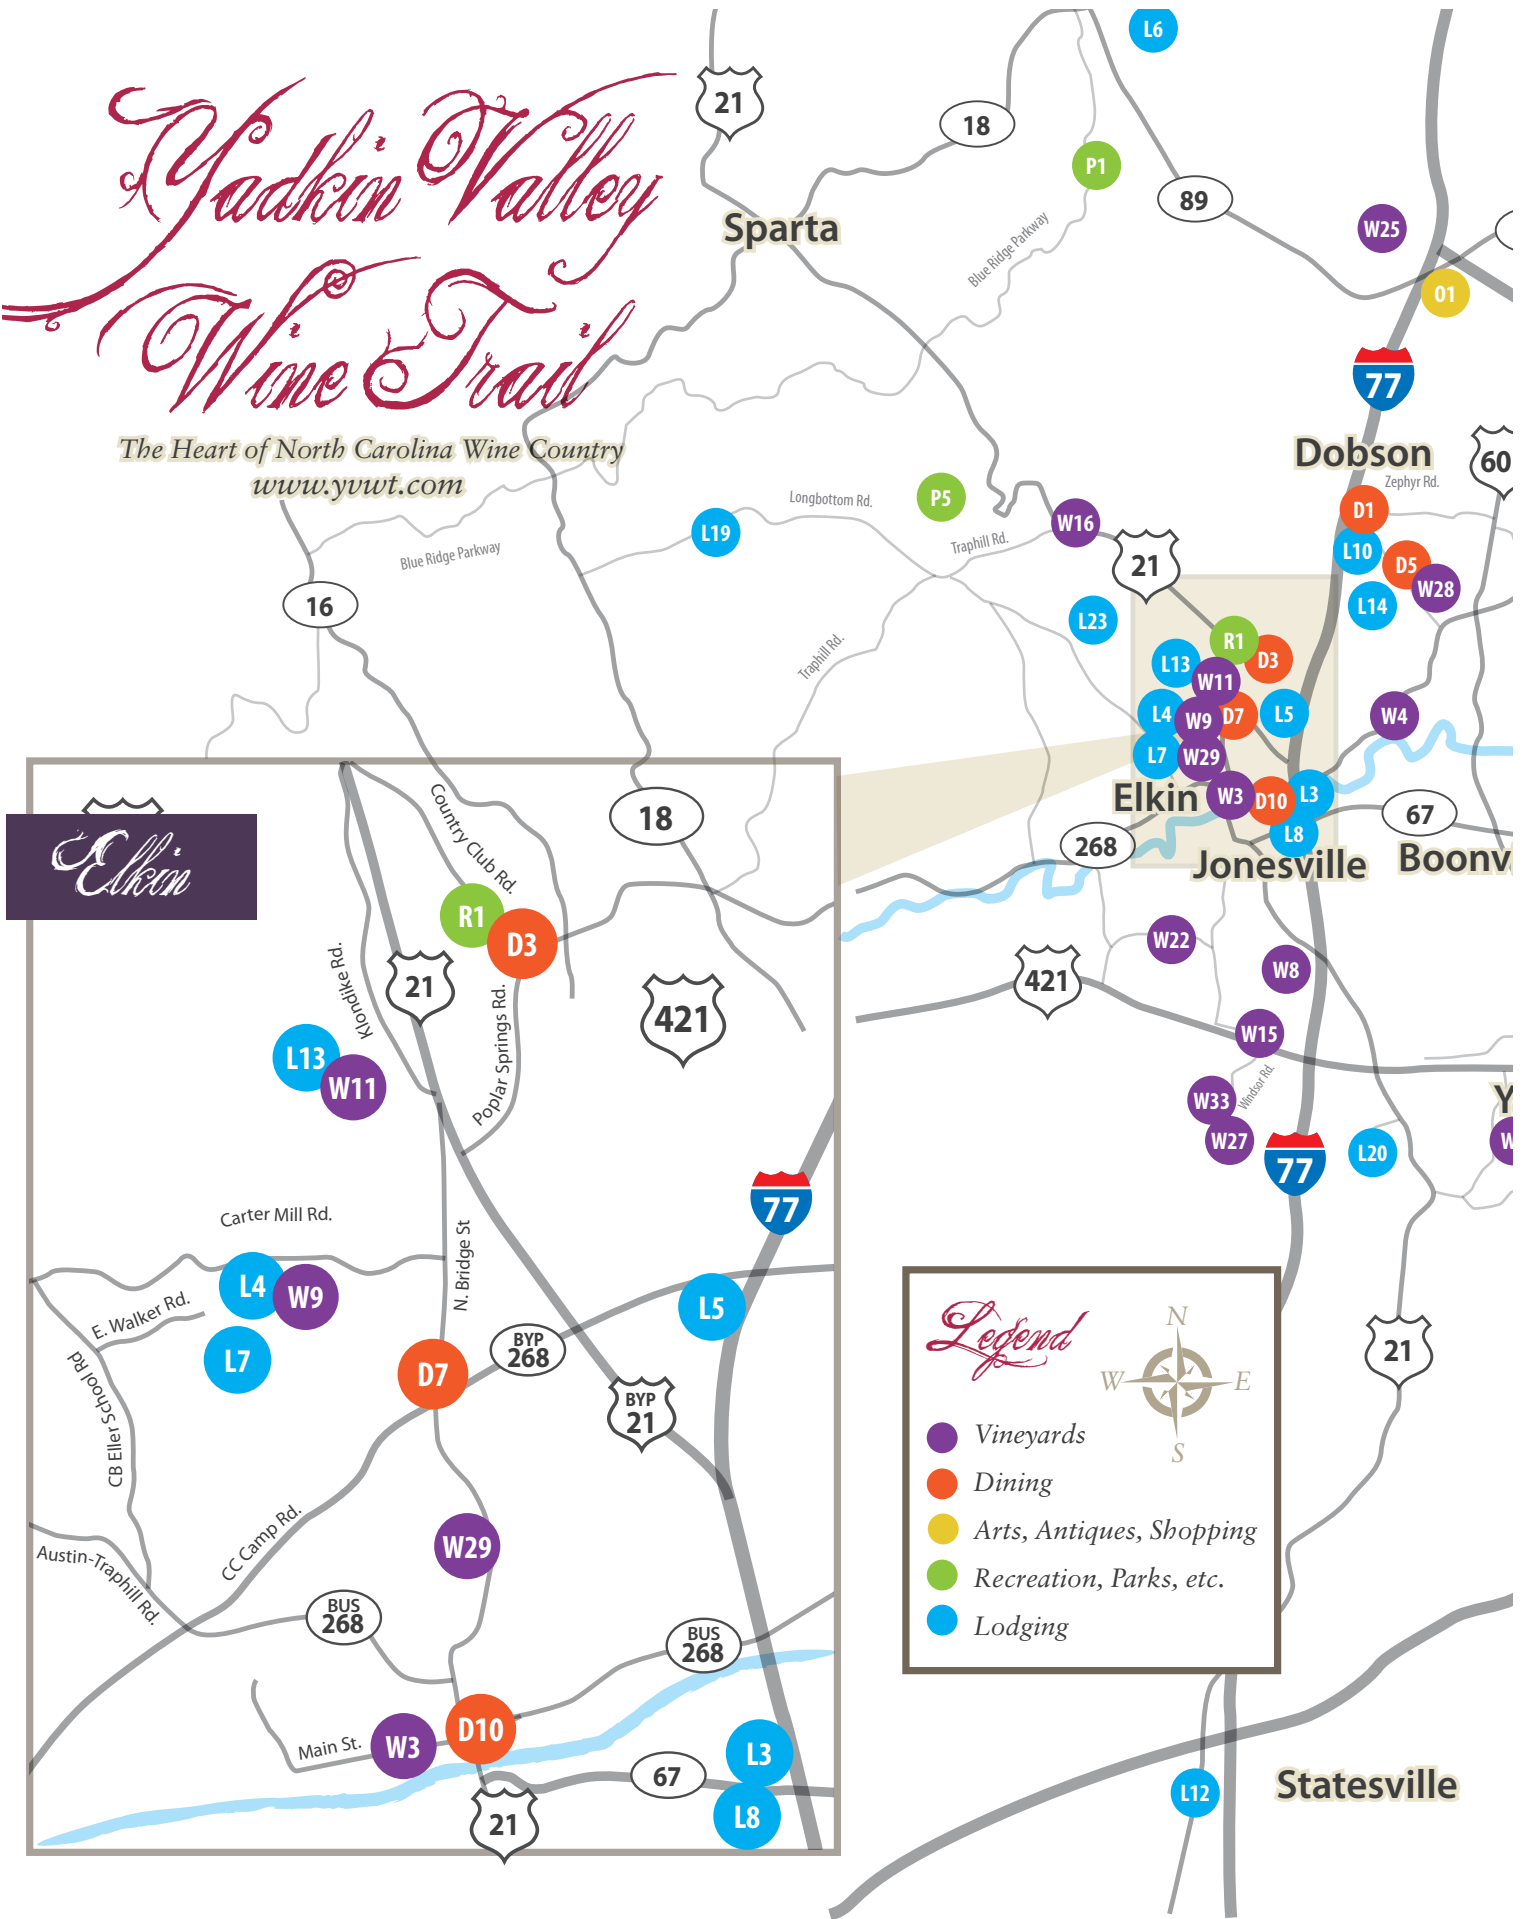 Yadkin Valley
Wine Trail
The Heart of North Carolina Wine Country
www.yvwt.com
L6
21
18
P1
89
W25
Sparta
Blue Ridge Parkway
01
77
Dobson
60
Zephyr Rd.
D1
P5
Longbottom Rd.
L19
W16
Traphill Rd.
21
L10
D5
W28
L14
Blue Ridge Parkway
16
L23
R1
D3
L13
W11
Traphill Rd.
L4
W9
D7
L5
W4
L7
W29
Elkin
W3
D10
L3
67
L8
268
Jonesville
18
W22
W8
421
W15
Windsor Rd.
W33
W27
77
L20
21
Elkin
Country Club Rd.
R1
D3
Klondike Rd.
21
Poplar Springs Rd.
421
L13
W11
77
Carter Mill Rd.
N. Bridge St
L4
W9
E. Walker Rd.
L7
L5
BYP
268
D7
CB Eller School Rd
BYP
21
W29
CC Camp Rd.
Austin-Traphill Rd.
BUS
268
BUS
268
Main St.
W3
D10
L3
67
L8
21
Legend
N
W
E
S
Vineyards
Dining
Arts, Antiques, Shopping
Recreation, Parks, etc.
Lodging
L12
Statesville